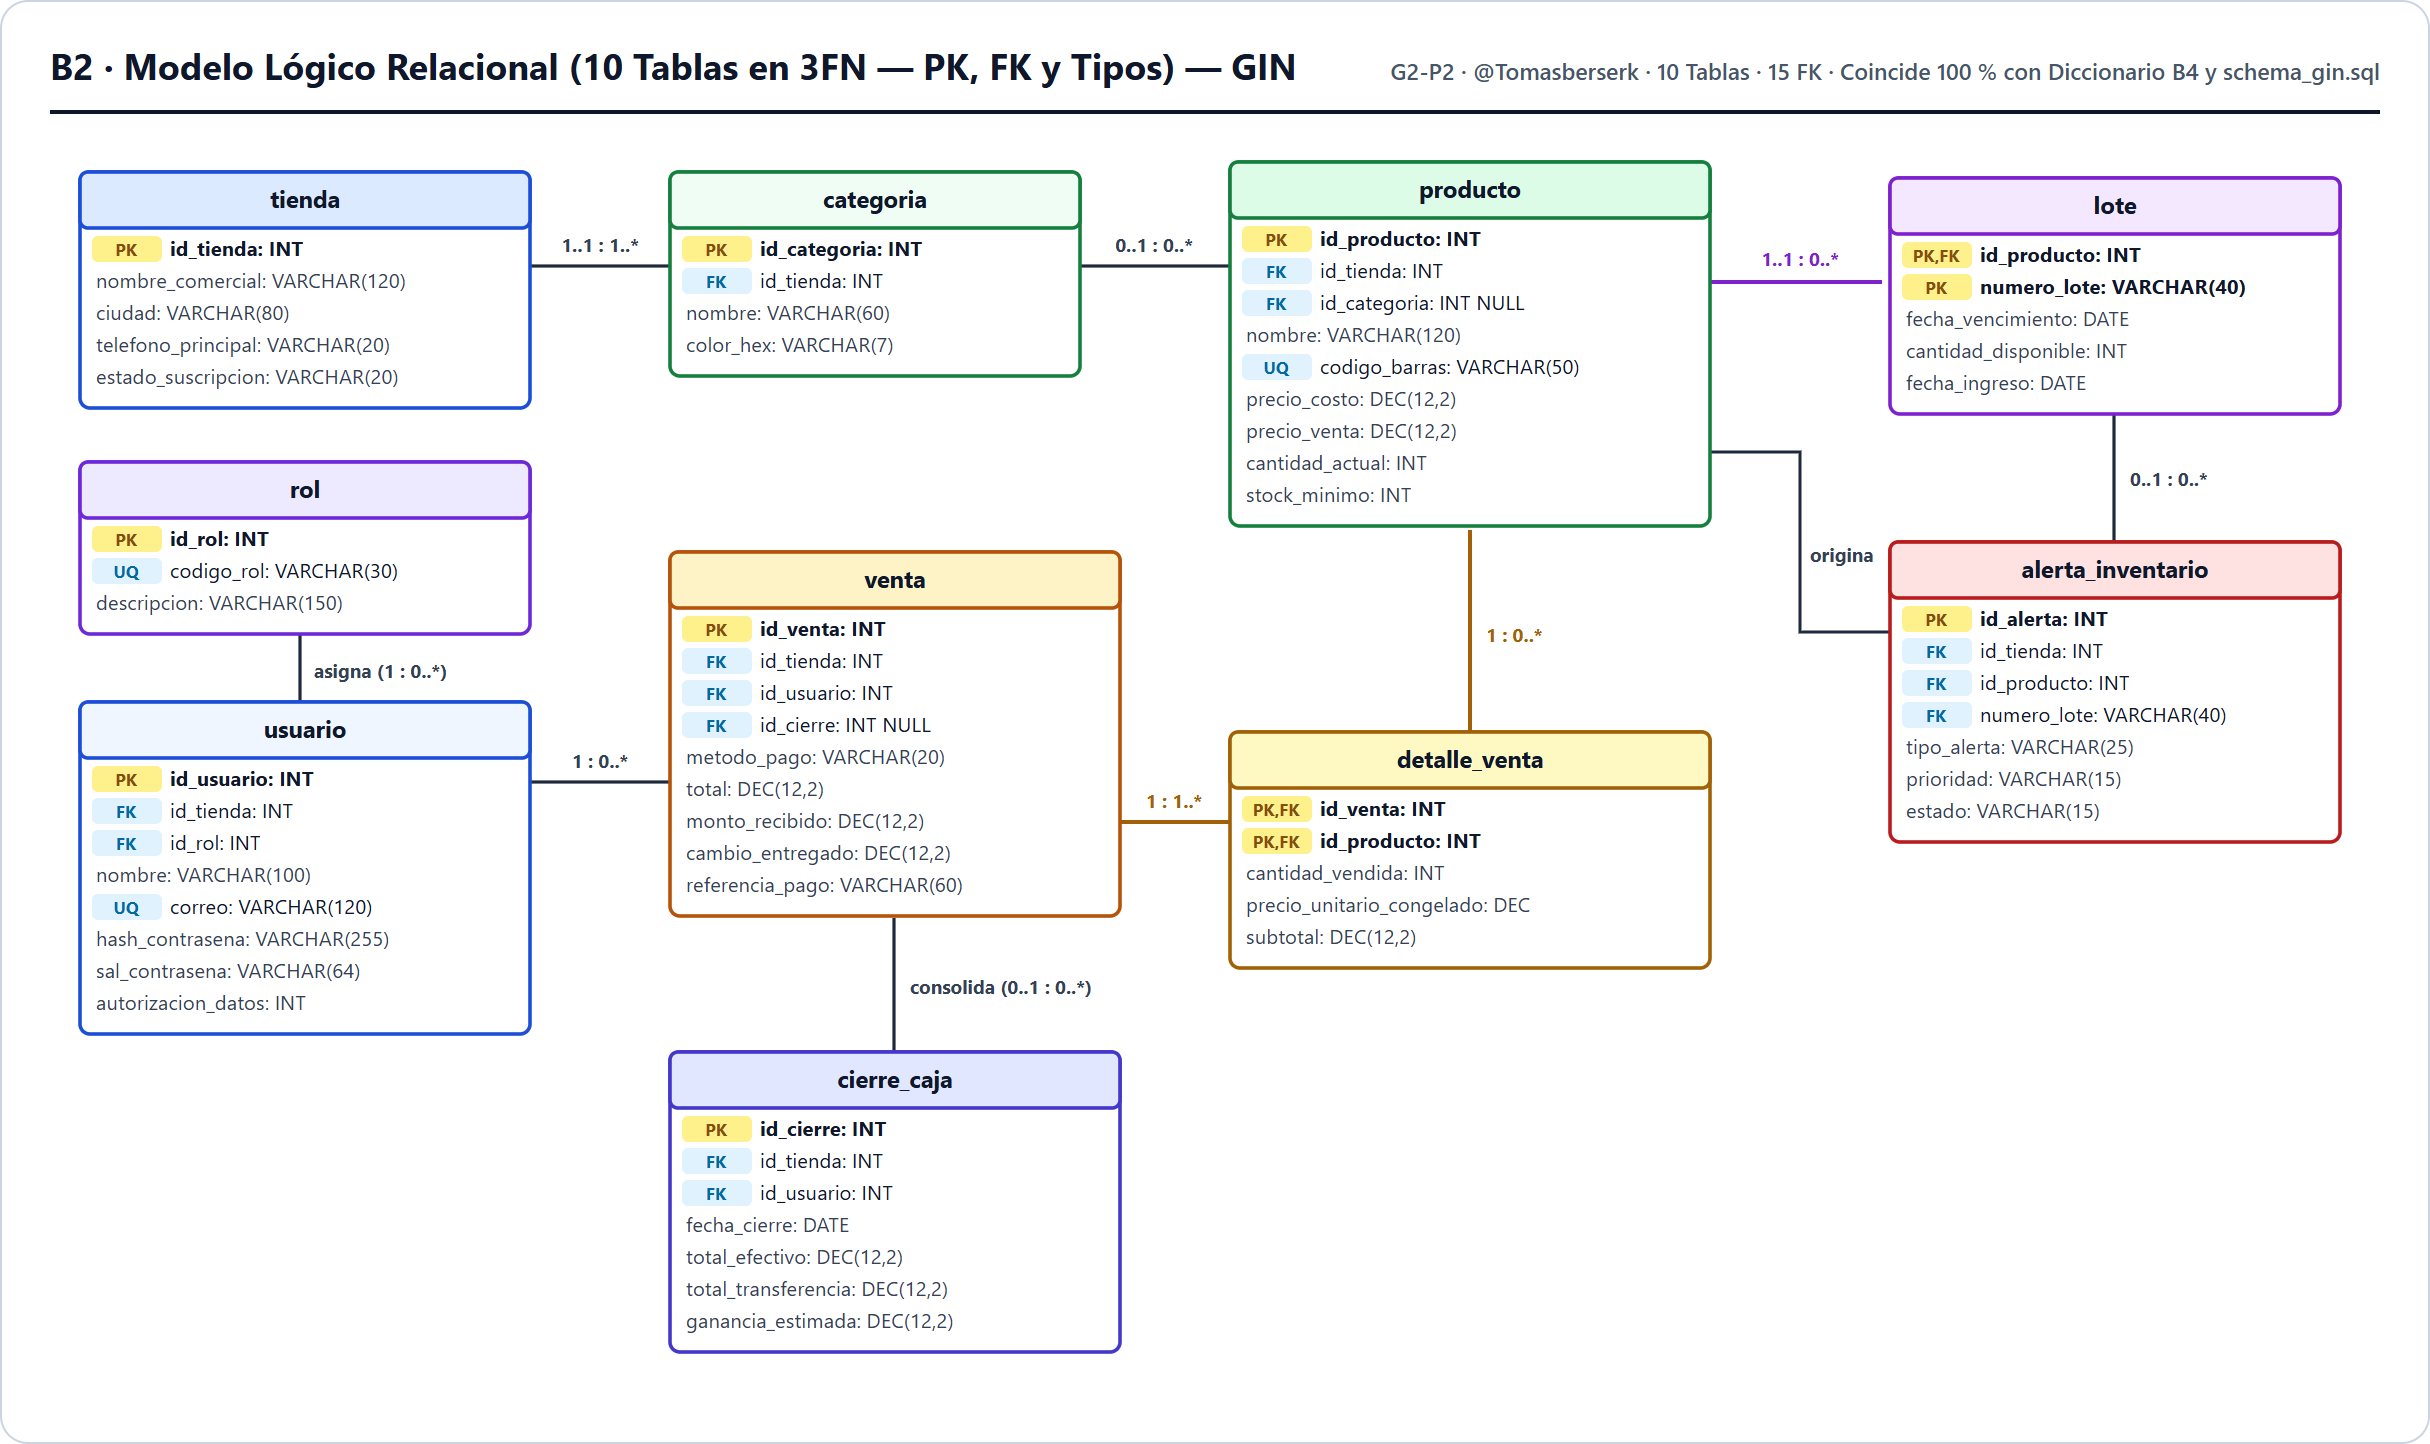 B2 · Modelo Lógico Relacional (10 Tablas en 3FN — PK, FK y Tipos) — GIN
G2-P2 · @Tomasberserk · 10 Tablas · 15 FK · Coincide 100 % con Diccionario B4 y schema_gin.sql
tienda
PK id_tienda: INT
nombre_comercial: VARCHAR(120)
ciudad: VARCHAR(80)
telefono_principal: VARCHAR(20)
estado_suscripcion: VARCHAR(20)
1..1 : 1..*
categoria
PK id_categoria: INT
FK id_tienda: INT
nombre: VARCHAR(60)
color_hex: VARCHAR(7)
0..1 : 0..*
producto
PK id_producto: INT
FK id_tienda: INT
FK id_categoria: INT NULL
nombre: VARCHAR(120)
UQ codigo_barras: VARCHAR(50)
precio_costo: DEC(12,2)
precio_venta: DEC(12,2)
cantidad_actual: INT
stock_minimo: INT
1..1 : 0..*
lote
PK,FK id_producto: INT
PK numero_lote: VARCHAR(40)
fecha_vencimiento: DATE
cantidad_disponible: INT
fecha_ingreso: DATE
0..1 : 0..*
origina
rol
PK id_rol: INT
UQ codigo_rol: VARCHAR(30)
descripcion: VARCHAR(150)
asigna (1 : 0..*)
usuario
PK id_usuario: INT
FK id_tienda: INT
FK id_rol: INT
nombre: VARCHAR(100)
UQ correo: VARCHAR(120)
hash_contrasena: VARCHAR(255)
sal_contrasena: VARCHAR(64)
autorizacion_datos: INT
1 : 0..*
venta
PK id_venta: INT
FK id_tienda: INT
FK id_usuario: INT
FK id_cierre: INT NULL
metodo_pago: VARCHAR(20)
total: DEC(12,2)
monto_recibido: DEC(12,2)
cambio_entregado: DEC(12,2)
referencia_pago: VARCHAR(60)
1 : 1..*
1 : 0..*
detalle_venta
PK,FK id_venta: INT
PK,FK id_producto: INT
cantidad_vendida: INT
precio_unitario_congelado: DEC
subtotal: DEC(12,2)
alerta_inventario
PK id_alerta: INT
FK id_tienda: INT
FK id_producto: INT
FK numero_lote: VARCHAR(40)
tipo_alerta: VARCHAR(25)
prioridad: VARCHAR(15)
estado: VARCHAR(15)
consolida (0..1 : 0..*)
cierre_caja
PK id_cierre: INT
FK id_tienda: INT
FK id_usuario: INT
fecha_cierre: DATE
total_efectivo: DEC(12,2)
total_transferencia: DEC(12,2)
ganancia_estimada: DEC(12,2)